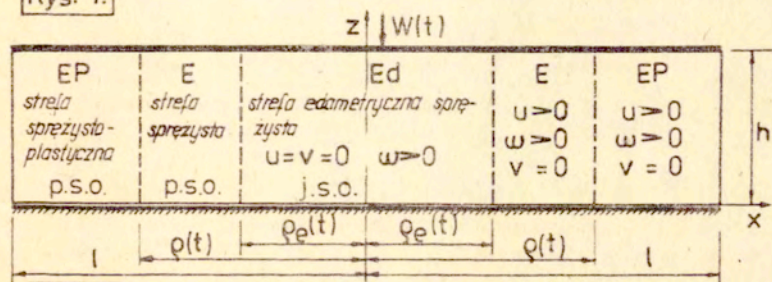 Rys. 1.
z W(t)
EP E Ed E EP
strefa sprężysto-plastyczna
strefa sprężysta
strefa edometryczna sprę-
żysta
u=v=0 ω>0
p.s.o. p.s.o. j.s.o.
u>0 u>0
ω>0 ω>0
v=0 v=0
h
x
ρe(t) ρe(t)
ρ(t) ρ(t)
l l